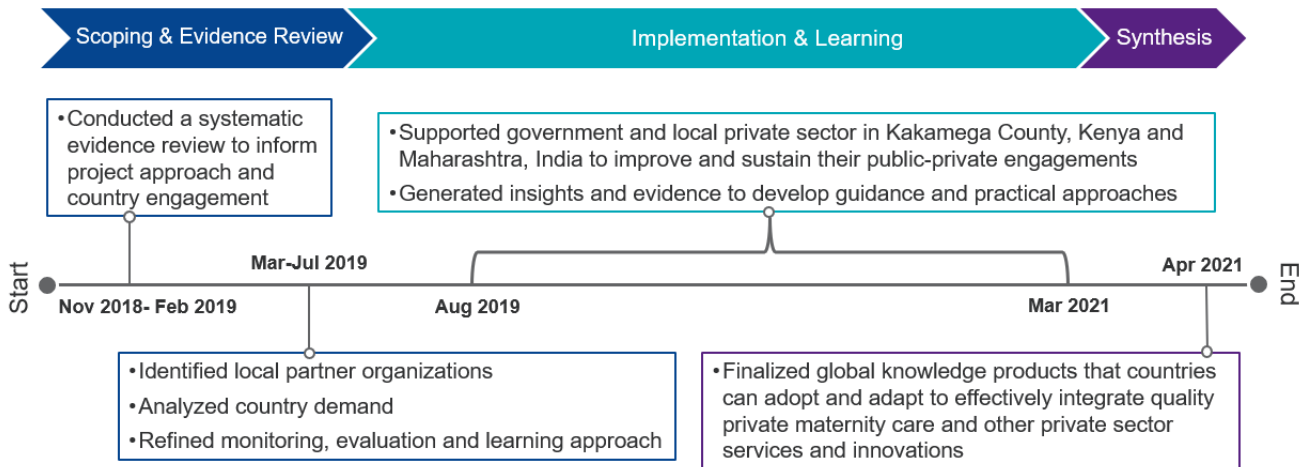 Scoping & Evidence Review
Implementation & Learning
Synthesis
•Conducted a systematic
evidence review to inform
project approach and
country engagement
•Supported government and local private sector in Kakamega County, Kenya and
Maharashtra, India to improve and sustain their public-private engagements
•Generated insights and evidence to develop guidance and practical approaches
Start
Nov 2018- Feb 2019
Mar-Jul 2019
Aug 2019
Mar 2021
Apr 2021
End
•Identified local partner organizations
•Analyzed country demand
•Refined monitoring, evaluation and learning approach
•Finalized global knowledge products that countries
can adopt and adapt to effectively integrate quality
private maternity care and other private sector
services and innovations